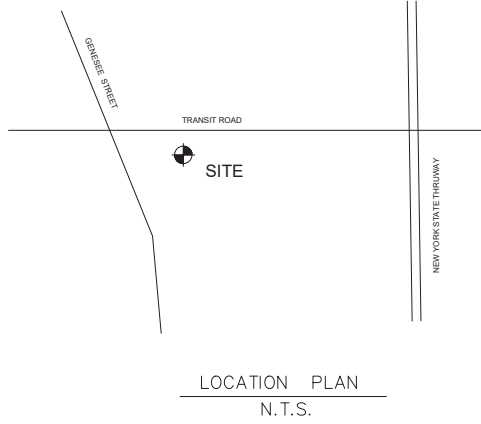 GENESEE STREET
TRANSIT ROAD
SITE
NEW YORK STATE THRUWAY
LOCATION PLAN
N.T.S.